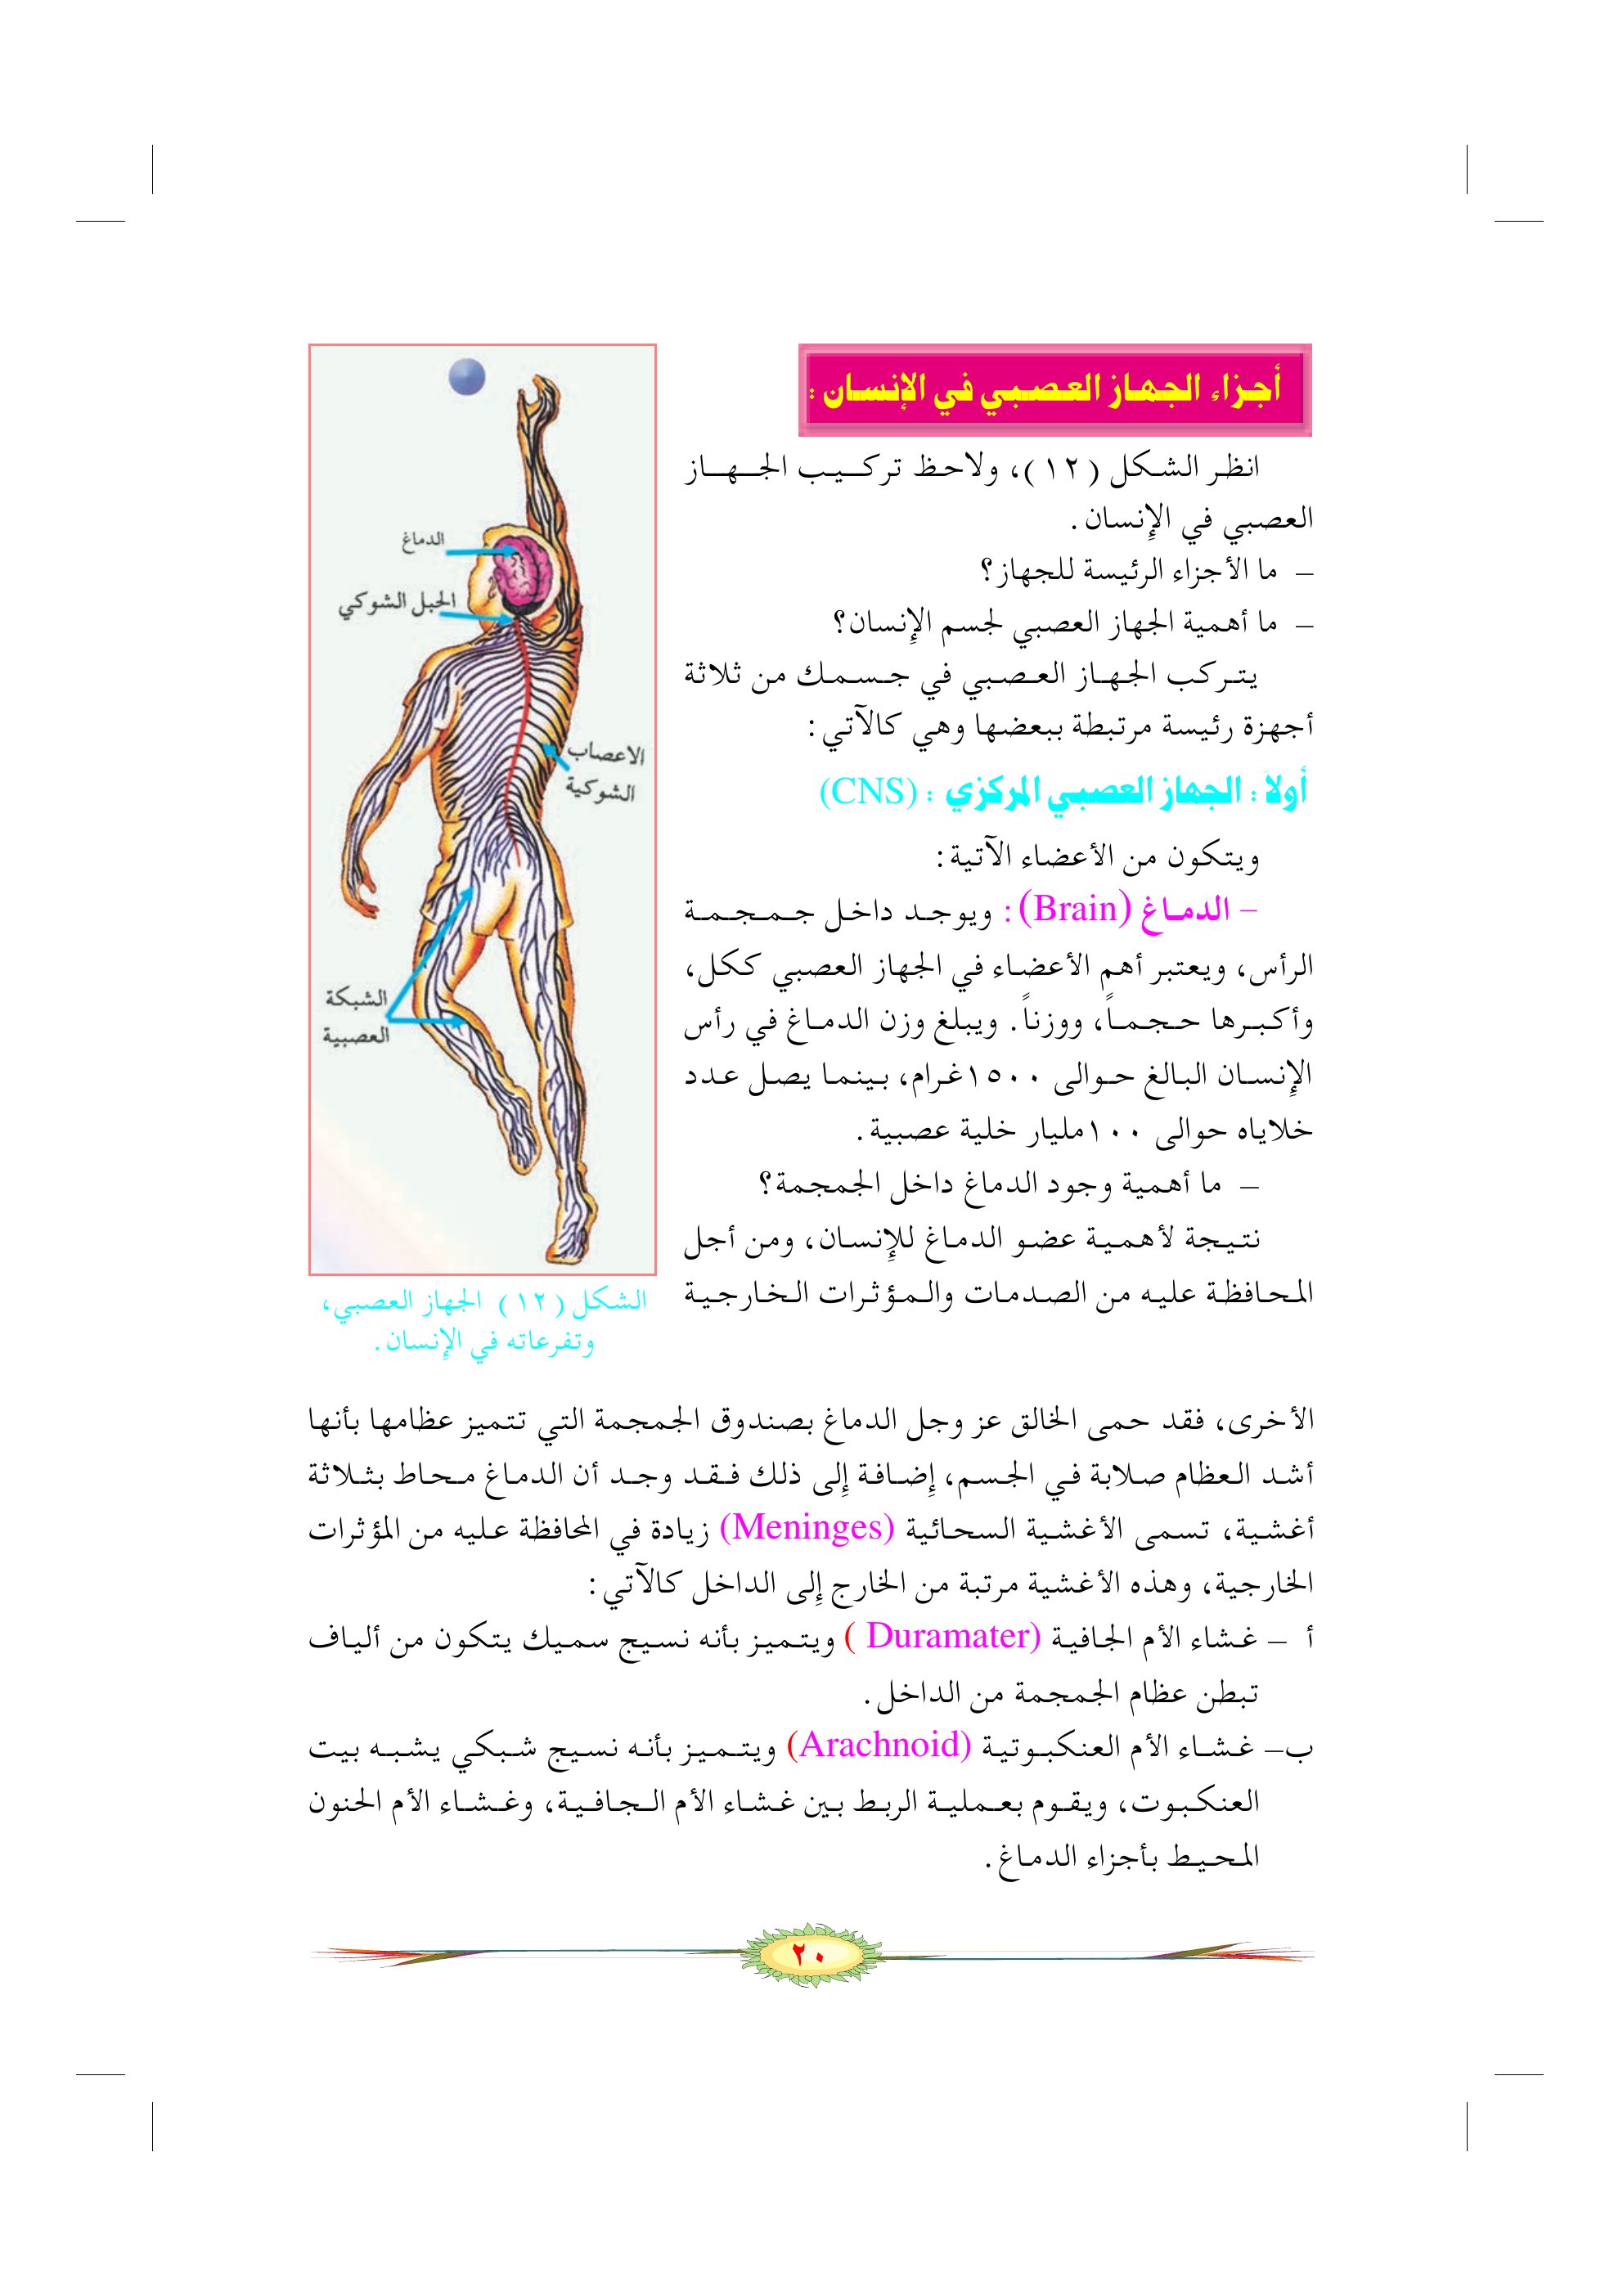 أجزاء الجهاز العصبي في الإنسان :
انظر الشكل (١٢)، ولاحظ تركيب الجهاز
العصبي في الإنسان .
– ما الأجزاء الرئيسة للجهاز؟
– ما أهمية الجهاز العصبي لجسم الإنسان؟
يتركب الجهاز العصبي في جسمك من ثلاثة
أجهزة رئيسة مرتبطة ببعضها وهي كالآتي :
أولاً : الجهاز العصبي المركزي : (CNS)
ويتكون من الأعضاء الآتية :
– الدماغ (Brain) : ويوجد داخل جمجمة
الرأس، ويعتبر أهم الأعضاء في الجهاز العصبي ككل،
وأكبرها حجماً، ووزناً . ويبلغ وزن الدماغ في رأس
الإنسان البالغ حوالى ١٥٠٠غرام، بينما يصل عدد
خلاياه حوالى ١٠٠مليار خلية عصبية .
– ما أهمية وجود الدماغ داخل الجمجمة؟
نتيجة لأهمية عضو الدماغ للإنسان، ومن أجل
المحافظة عليه من الصدمات والمؤثرات الخارجية
الدماغ
الحبل الشوكي
الاعصاب
الشوكية
الشبكة
العصبية
الشكل (١٢) الجهاز العصبي،
وتفرعاته في الإنسان .
الأخرى، فقد حمى الخالق عز وجل الدماغ بصندوق الجمجمة التي تتميز عظامها بأنها
أشد العظام صلابة في الجسم، إضافة إلى ذلك فقد وجد أن الدماغ محاط بثلاثة
أغشية، تسمى الأغشية السحائية (Meninges) زيادة في المحافظة عليه من المؤثرات
الخارجية، وهذه الأغشية مرتبة من الخارج إلى الداخل كالآتي :
أ – غشاء الأم الجافية (Duramater ) ويتميز بأنه نسيج سميك يتكون من ألياف
تبطن عظام الجمجمة من الداخل .
ب– غشاء الأم العنكبوتية (Arachnoid) ويتميز بأنه نسيج شبكي يشبه بيت
العنكبوت، ويقوم بعملية الربط بين غشاء الأم الجافية، وغشاء الأم الحنون
المحيط بأجزاء الدماغ .
٢٠